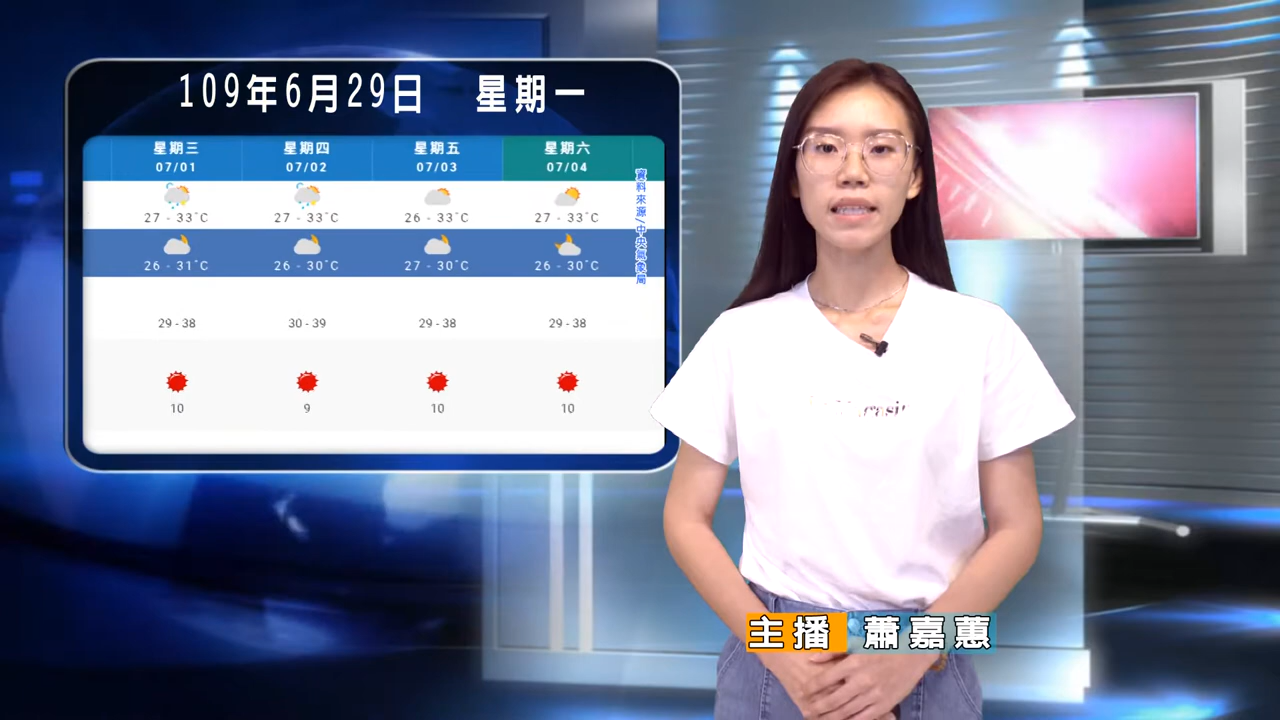 109年6月29日 星期一
星期三 星期四 星期五 星期六
07/01 07/02 07/03 07/04
27 - 33°C 27 - 33°C 26 - 33°C 27 - 33°C
26 - 31°C 26 - 30°C 27 - 30°C 26 - 30°C
29 - 38 30 - 39 29 - 38 29 - 38
10 9 10 10
資料來源/中央氣象局
主播 蕭嘉蕙